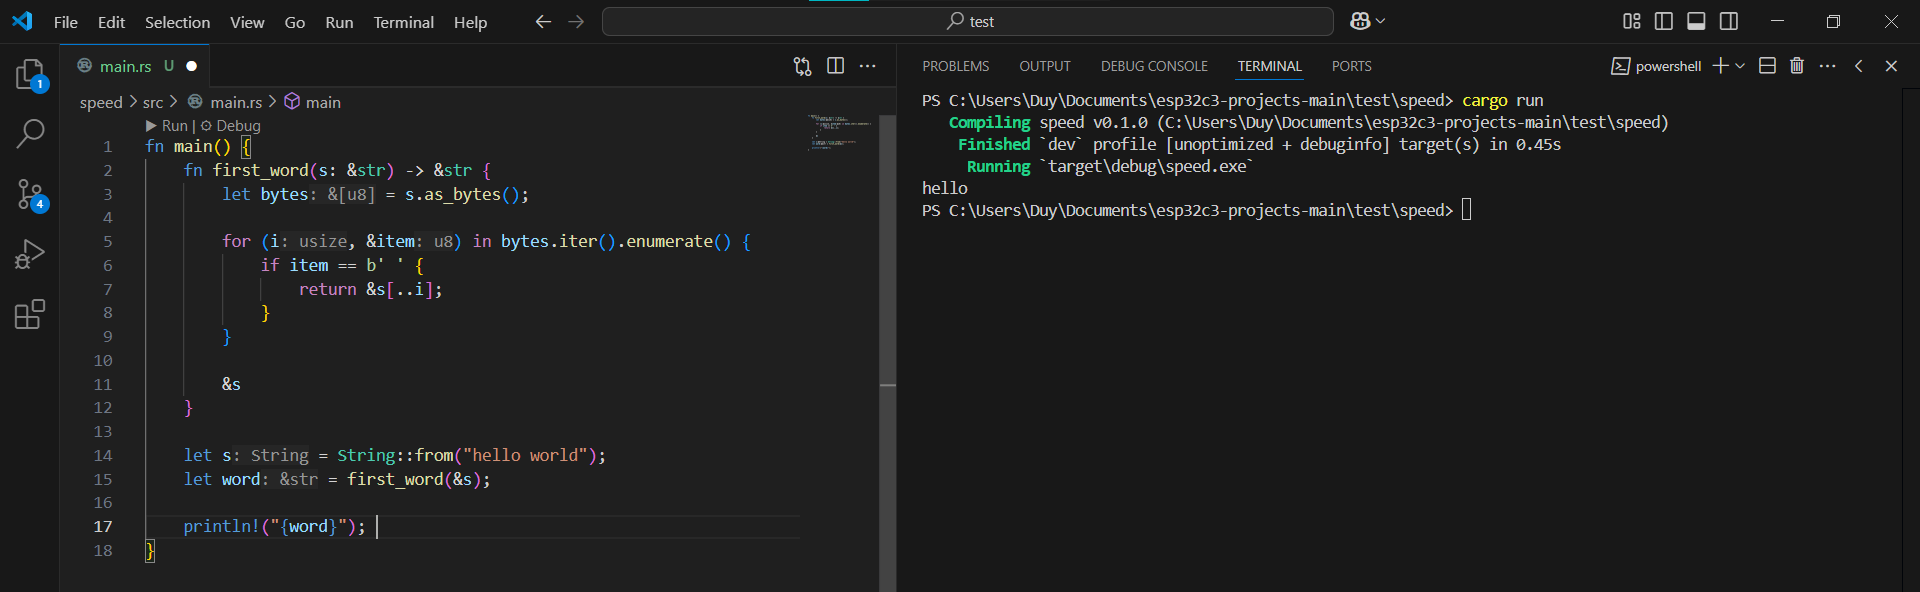 File Edit Selection View Go Run Terminal Help
test
main.rs U
speed > src > main.rs > main
Run | Debug
1 fn main() {
2 fn first_word(s: &str) -> &str {
3 let bytes: &[u8] = s.as_bytes();
4
5 for (i: usize, &item: u8) in bytes.iter().enumerate() {
6 if item == b' ' {
7 return &s[..i];
8 }
9 }
10
11 &s
12 }
13
14 let s: String = String::from("hello world");
15 let word: &str = first_word(&s);
16
17 println!("{word}");
18 }
1
4
PROBLEMS OUTPUT DEBUG CONSOLE TERMINAL PORTS
powershell
PS C:\Users\Duy\Documents\esp32c3-projects-main\test\speed> cargo run
Compiling speed v0.1.0 (C:\Users\Duy\Documents\esp32c3-projects-main\test\speed)
Finished `dev` profile [unoptimized + debuginfo] target(s) in 0.45s
Running `target\debug\speed.exe`
hello
PS C:\Users\Duy\Documents\esp32c3-projects-main\test\speed>